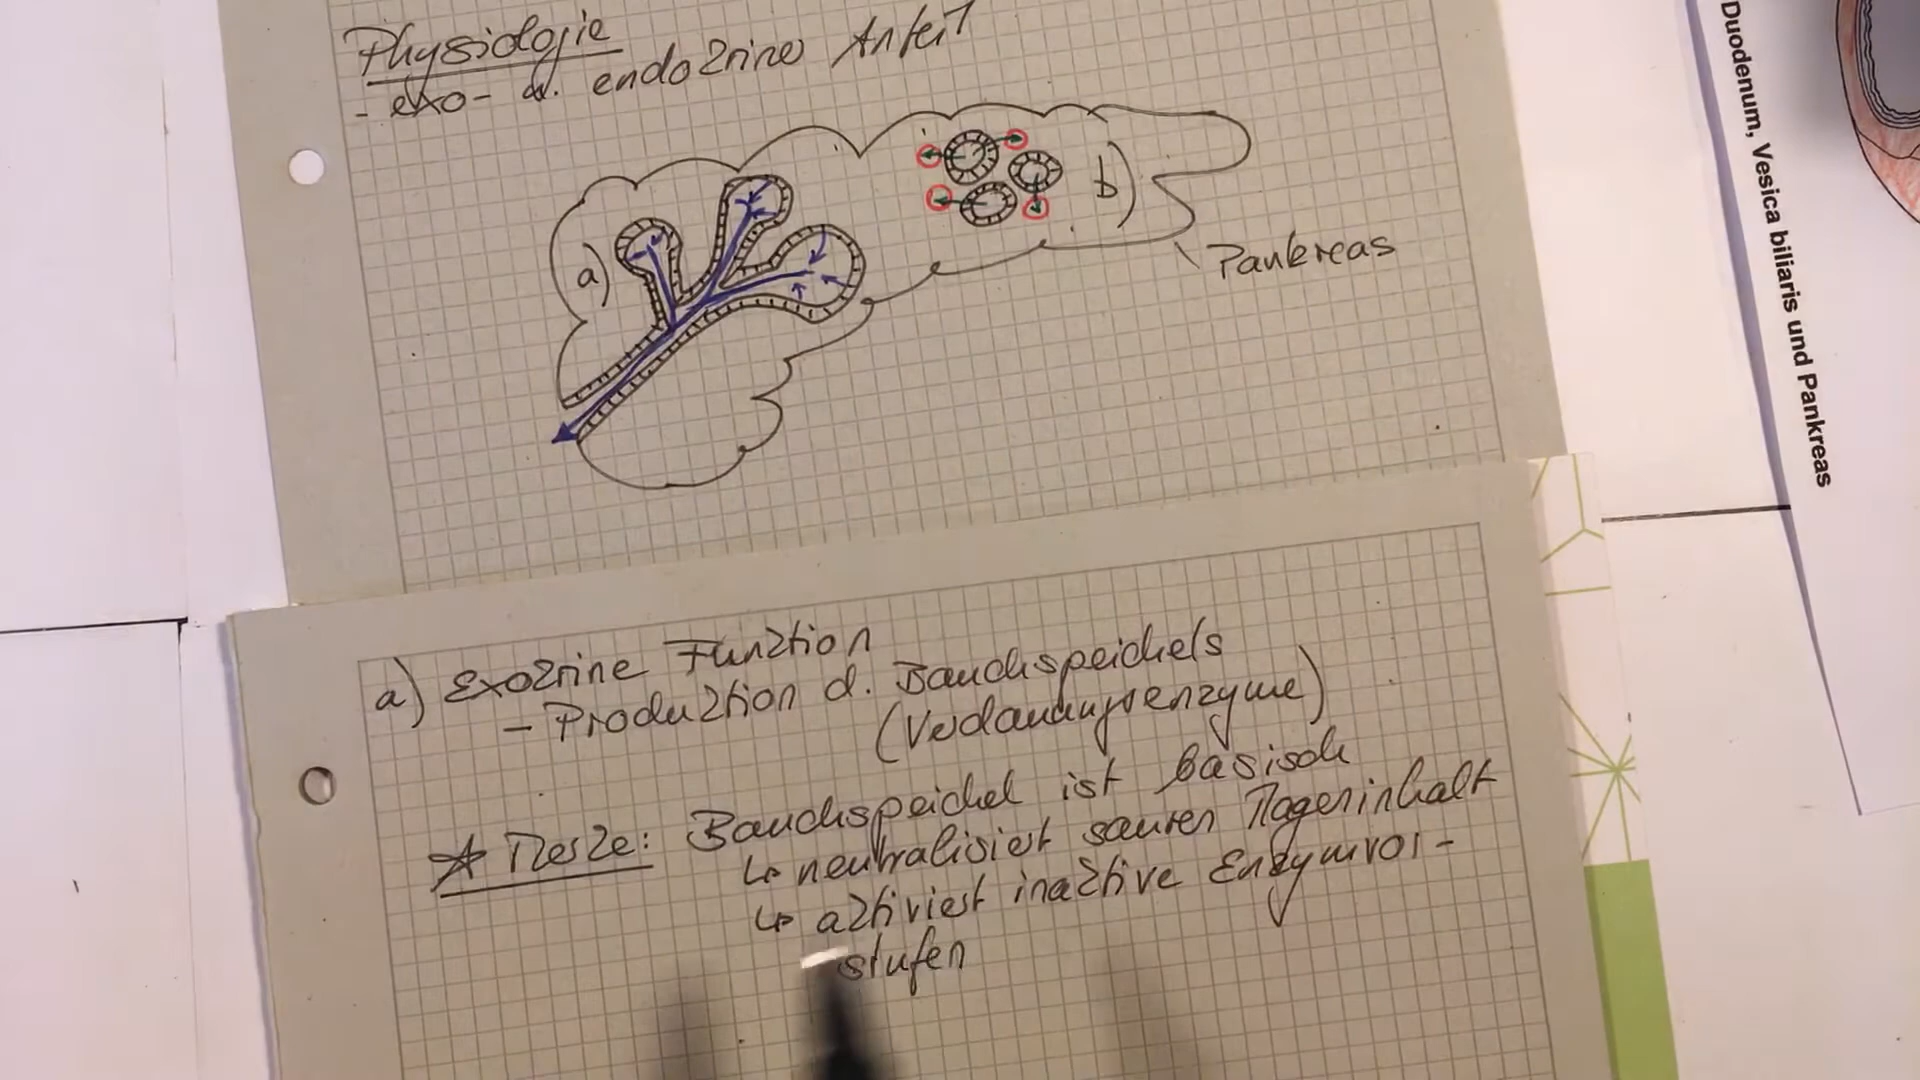 Physiologie
- exo- u. endokrine Anteil
a)
b)
Pankreas
Duodenum, Vesica biliaris und Pankreas
a) Exokrine Funktion
- Produktion d. Bauchspeichels
(Verdauungsenzyme)
* Merke: Bauchspeichel ist basisch
↳ neutralisiert sauren Mageninhalt
↳ aktiviert inaktive Enzymvor-
stufen